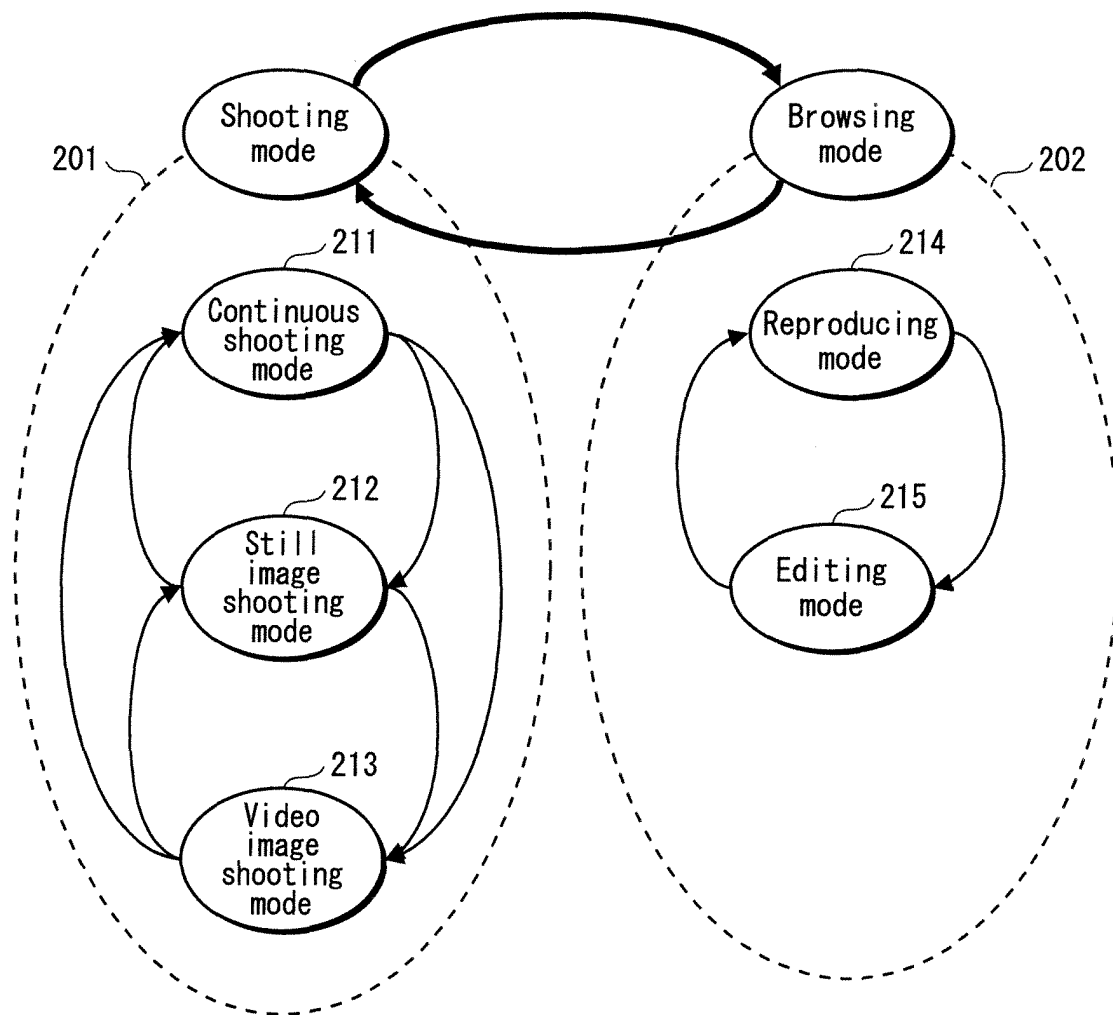 Shooting
mode
Browsing
mode
201
202
211
Continuous
shooting
mode
214
Reproducing
mode
212
Still
image
shooting
mode
215
Editing
mode
213
Video
image
shooting
mode